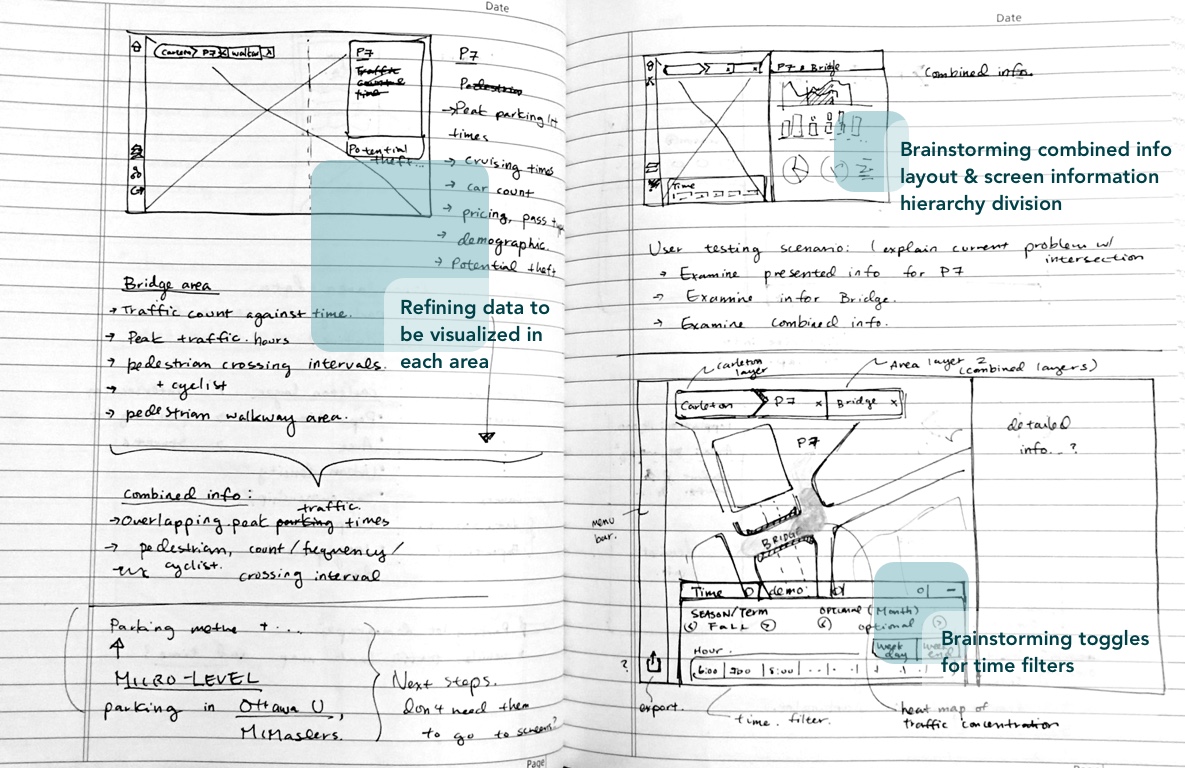 Date
Carleton P7 x walkw x
P7
Traffic count & time
Potential theft...
P7
Pedestrian
→ Peak parking lt times
→ cruising times
→ car count
→ pricing, pass t
→ demographic.
→ Potential theft
Bridge area
→ Traffic count against time.
→ Peak traffic hours
→ pedestrian crossing intervals.
→ + cyclist
→ pedestrian walkway area.
Refining data to
be visualized in
each area
Combined info:
traffic.
→ Overlapping peak parking times
→ pedestrian, count/frequency/
cyclist. crossing interval
Parking + ...
MICRO-LEVEL
parking in Ottawa U,
McMasters.
Next steps.
don't need them
to go to screens?
Page
Date
P7 & Bridge
Time
Combined info.
Brainstorming combined info
layout & screen information
hierarchy division
User testing scenario: (explain current problem w/
intersection
→ Examine presented info for P7
→ Examine info for Bridge.
→ Examine combined info.
Carleton layer
Area layer 2
(combined layers)
Carleton P7 x Bridge x
P7
detailed
info...?
menu
bar.
BRIDGE
Time demo
SEASON/Term OPTIONAL (Month)
< FALL > < optional >
Hour.
week day
6:00 7:00 8:00
Brainstorming toggles
for time filters
?
export.
time filter.
heat map of
traffic concentration